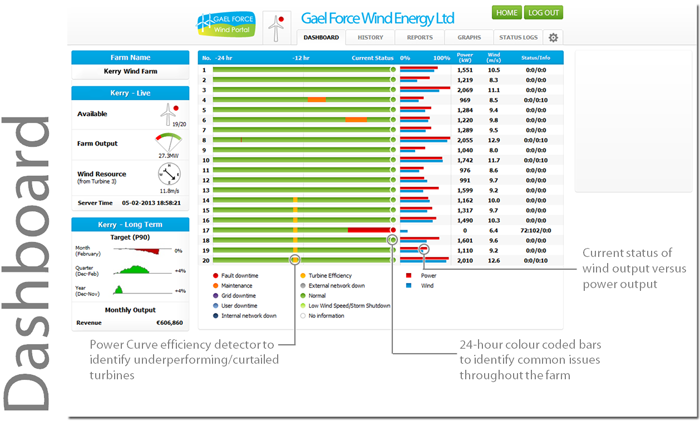 Dashboard
GAEL FORCE
Wind Portal
Gael Force Wind Energy Ltd
HOME
LOG OUT
DASHBOARD
HISTORY
REPORTS
GRAPHS
STATUS LOGS
Farm Name
Kerry Wind Farm
Kerry - Live
Available
19/20
Farm Output
27.3MW
Wind Resource
(from Turbine 3)
11.8m/s
Server Time 05-02-2013 18:58:21
Kerry - Long Term
Target (P90)
Month
(February)
0%
Quarter
(Dec-Feb)
+4%
Year
(Dec-Nov)
+4%
Monthly Output
Revenue €606,860
No. -24 hr -12 hr Current Status 0% 100% Power (kW) Wind (m/s) Status/Info
1 1,551 10.5 0:0/0:0
2 1,219 8.3 0:0/0:0
3 2,069 11.1 0:0/0:0
4 969 8.5 0:0/0:10
5 1,284 9.4 0:0/0:0
6 1,220 9.8 0:0/0:0
7 1,289 9.5 0:0/0:0
8 2,055 12.9 0:0/0:10
9 1,040 8.0 0:0/0:0
10 1,742 11.7 0:0/0:10
11 976 8.6 0:0/0:0
12 991 9.7 0:0/0:0
13 1,599 9.2 0:0/0:0
14 1,162 10.0 0:0/0:0
15 1,317 9.7 0:0/0:0
16 1,490 10.3 0:0/0:0
17 0 6.4 72:102/0:0
18 1,601 9.6 0:0/0:0
19 1,110 9.2 0:0/0:0
20 2,010 12.6 0:0/0:10
Fault downtime
Maintenance
Grid downtime
User downtime
Internal network down
Turbine Efficiency
External network down
Normal
Low Wind Speed/Storm Shutdown
No information
Power
Wind
Current status of
wind output versus
power output
Power Curve efficiency detector to
identify underperforming/curtailed
turbines
24-hour colour coded bars
to identify common issues
throughout the farm